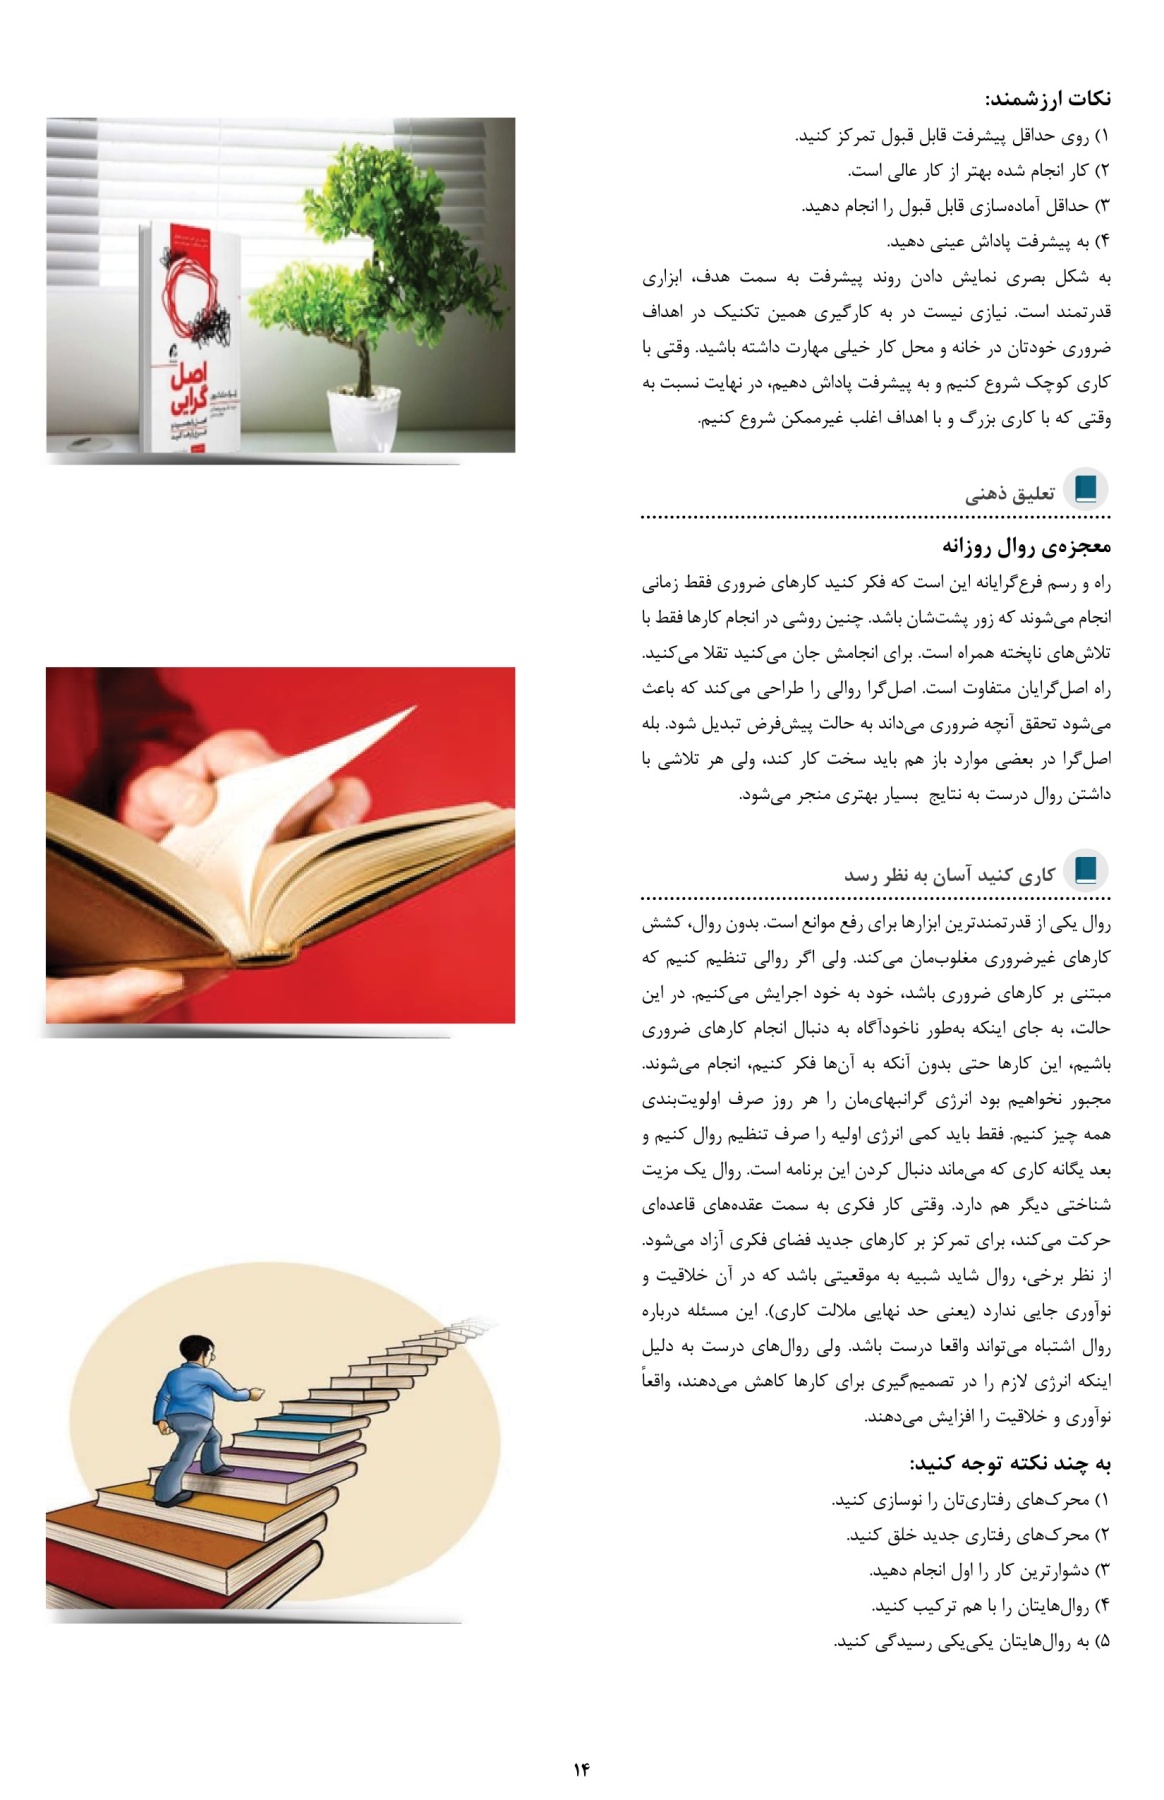 نکات ارزشمند:
۱) روی حداقل پیشرفت قابل قبول تمرکز کنید.
۲) کار انجام شده بهتر از کار عالی است.
۳) حداقل آماده‌سازی قابل قبول را انجام دهید.
۴) به پیشرفت پاداش عینی دهید.
به شکل بصری نمایش دادن روند پیشرفت به سمت هدف، ابزاری
قدرتمند است. نیازی نیست در به کارگیری همین تکنیک در اهداف
ضروری خودتان در خانه و محل کار خیلی مهارت داشته باشید. وقتی با
کاری کوچک شروع کنیم و به پیشرفت پاداش دهیم، در نهایت نسبت به
وقتی که با کاری بزرگ و با اهداف اغلب غیرممکن شروع کنیم.
تعلیق ذهنی
معجزه‌ی روال روزانه
راه و رسم فرع‌گرایانه این است که فکر کنید کارهای ضروری فقط زمانی
انجام می‌شوند که زور پشت‌شان باشد. چنین روشی در انجام کارها فقط با
تلاش‌های ناپخته همراه است. برای انجامش جان می‌کنید تقلا می‌کنید.
راه اصل‌گرایان متفاوت است. اصل‌گرا روالی را طراحی می‌کند که باعث
می‌شود تحقق آنچه ضروری می‌داند به حالت پیش‌فرض تبدیل شود. بله
اصل‌گرا در بعضی موارد باز هم باید سخت کار کند، ولی هر تلاشی با
داشتن روال درست به نتایج بسیار بهتری منجر می‌شود.
کاری کنید آسان به نظر رسد
روال یکی از قدرتمندترین ابزارها برای رفع موانع است. بدون روال، کشش
کارهای غیرضروری مغلوب‌مان می‌کند. ولی اگر روالی تنظیم کنیم که
مبتنی بر کارهای ضروری باشد، خود به خود اجرایش می‌کنیم. در این
حالت، به جای اینکه به‌طور ناخودآگاه به دنبال انجام کارهای ضروری
باشیم، این کارها حتی بدون آنکه به آن‌ها فکر کنیم، انجام می‌شوند.
مجبور نخواهیم بود انرژی گرانبهای‌مان را هر روز صرف اولویت‌بندی
همه چیز کنیم. فقط باید کمی انرژی اولیه را صرف تنظیم روال کنیم و
بعد یگانه کاری که می‌ماند دنبال کردن این برنامه است. روال یک مزیت
شناختی دیگر هم دارد. وقتی کار فکری به سمت عقده‌های قاعده‌ای
حرکت می‌کند، برای تمرکز بر کارهای جدید فضای فکری آزاد می‌شود.
از نظر برخی، روال شاید شبیه به موقعیتی باشد که در آن خلاقیت و
نوآوری جایی ندارد (یعنی حد نهایی ملالت کاری). این مسئله درباره
روال اشتباه می‌تواند واقعا درست باشد. ولی روال‌های درست به دلیل
اینکه انرژی لازم را در تصمیم‌گیری برای کارها کاهش می‌دهند، واقعاً
نوآوری و خلاقیت را افزایش می‌دهند.
به چند نکته توجه کنید:
۱) محرک‌های رفتاری‌تان را نوسازی کنید.
۲) محرک‌های رفتاری جدید خلق کنید.
۳) دشوارترین کار را اول انجام دهید.
۴) روال‌هایتان را با هم ترکیب کنید.
۵) به روال‌هایتان یکی‌یکی رسیدگی کنید.
اصل
گرایی
۱۴